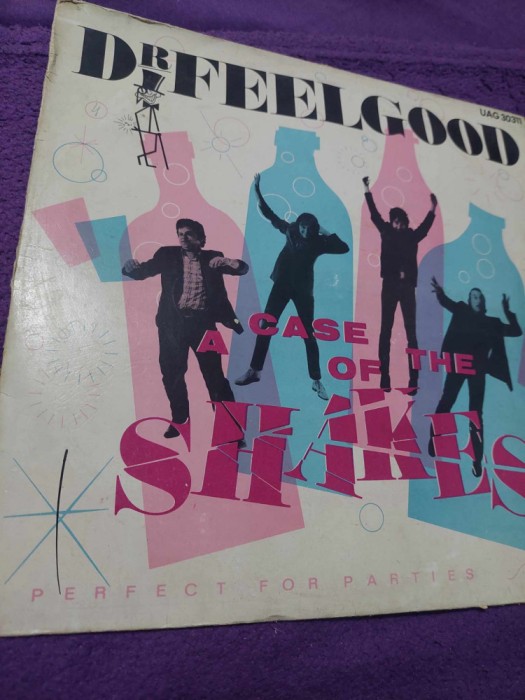 DR FEELGOOD
UAG 30311
A CASE
OF THE
SHAKES
PERFECT FOR PARTIES